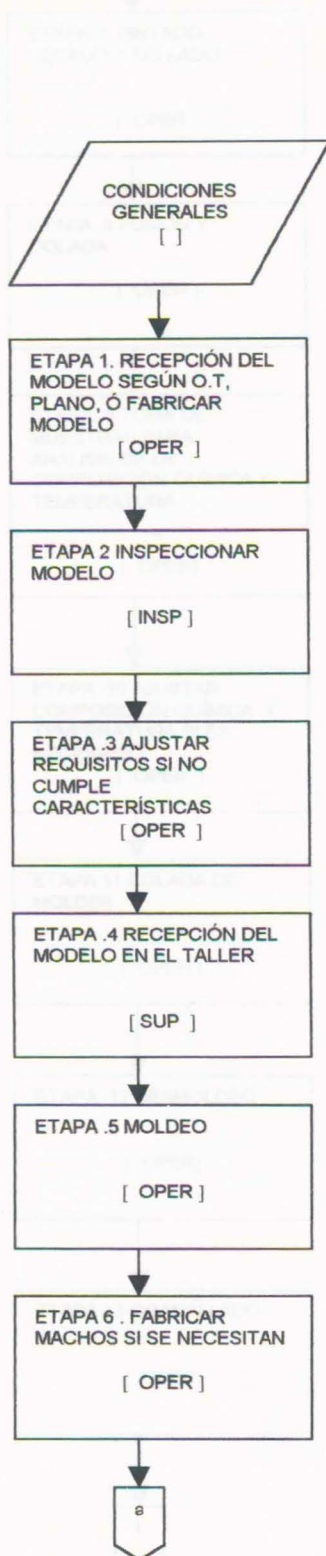 CONDICIONES
GENERALES
[ ]
ETAPA 1. RECEPCIÓN DEL
MODELO SEGÚN O.T,
PLANO, Ó FABRICAR
MODELO
[ OPER ]
ETAPA 2 INSPECCIONAR
MODELO
[ INSP ]
ETAPA .3 AJUSTAR
REQUISITOS SI NO
CUMPLE
CARACTERÍSTICAS
[ OPER ]
ETAPA .4 RECEPCIÓN DEL
MODELO EN EL TALLER
[ SUP ]
ETAPA .5 MOLDEO
[ OPER ]
ETAPA 6 . FABRICAR
MACHOS SI SE NECESITAN
[ OPER ]
a